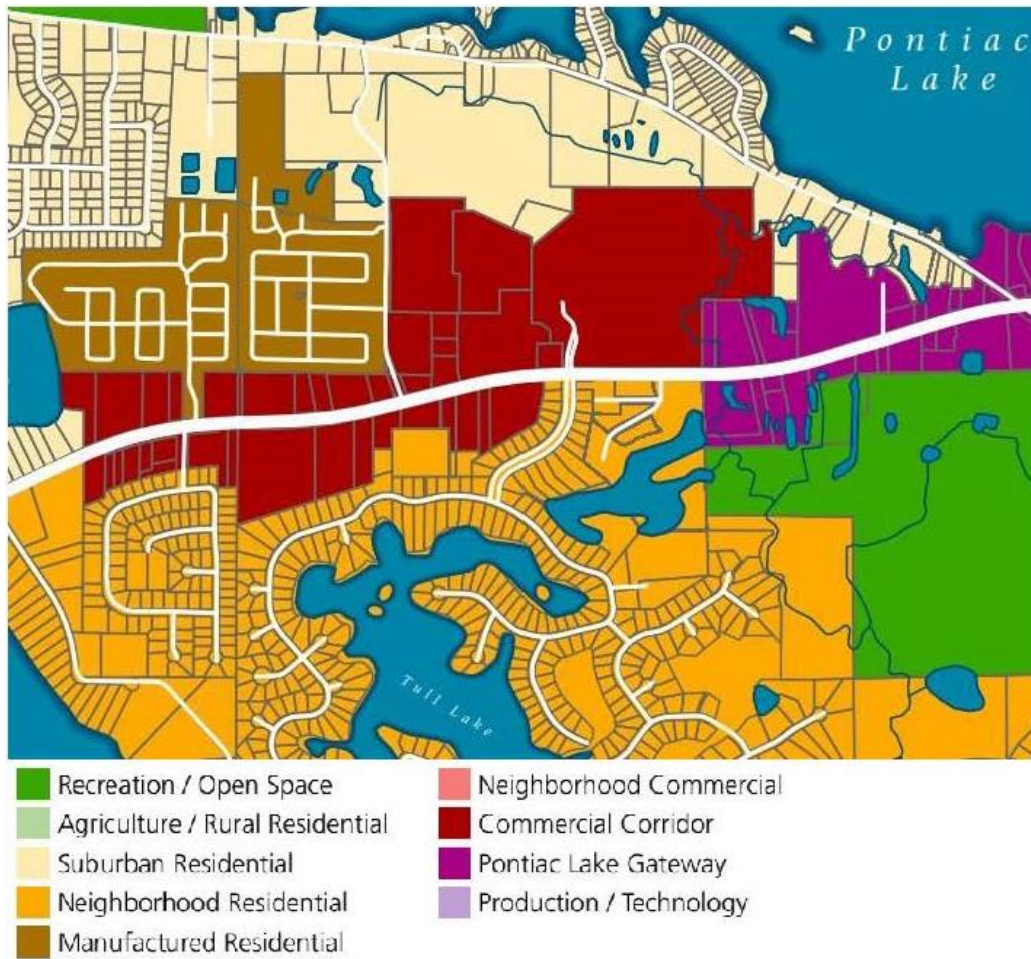 Pontiac
Lake
Tull Lake
Recreation / Open Space
Agriculture / Rural Residential
Suburban Residential
Neighborhood Residential
Manufactured Residential
Neighborhood Commercial
Commercial Corridor
Pontiac Lake Gateway
Production / Technology